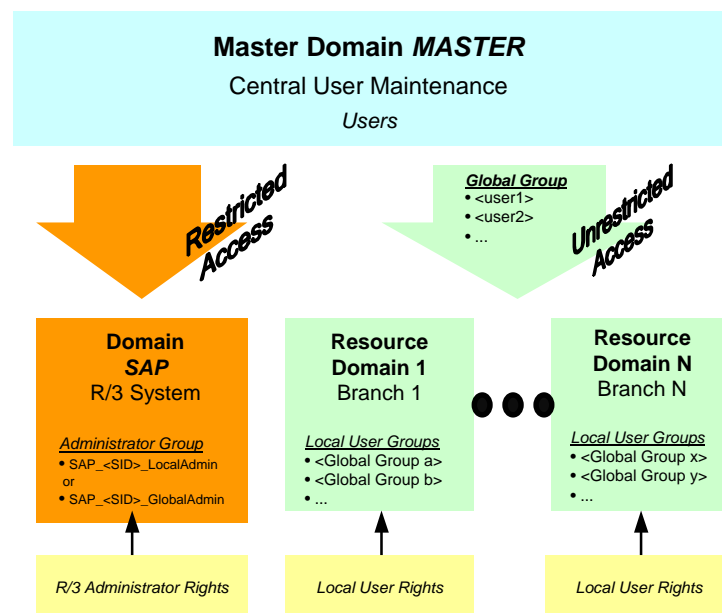 Master Domain MASTER
Central User Maintenance
Users
Restricted
Access
Global Group
• <user1>
• <user2>
• ...
Unrestricted
Access
Domain
SAP
R/3 System
Administrator Group
• SAP_<SID>_LocalAdmin
or
• SAP_<SID>_GlobalAdmin
Resource
Domain 1
Branch 1
Local User Groups
• <Global Group a>
• <Global Group b>
• ...
Resource
Domain N
Branch N
Local User Groups
• <Global Group x>
• <Global Group y>
• ...
R/3 Administrator Rights
Local User Rights
Local User Rights